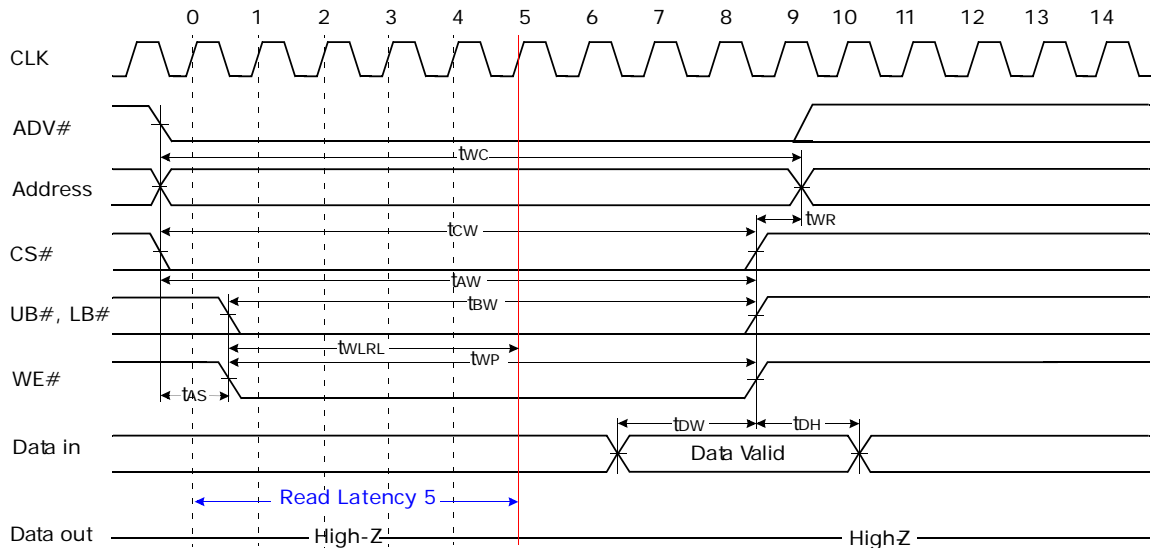 0 1 2 3 4 5 6 7 8 9 10 11 12 13 14
CLK
ADV#
tWC
Address
tWR
tCW
CS#
tAW
UB#, LB#
tBW
tWLRL
tWP
WE#
tAS
tDW
tDH
Data in
Data Valid
Read Latency 5
Data out
High-Z
High-Z